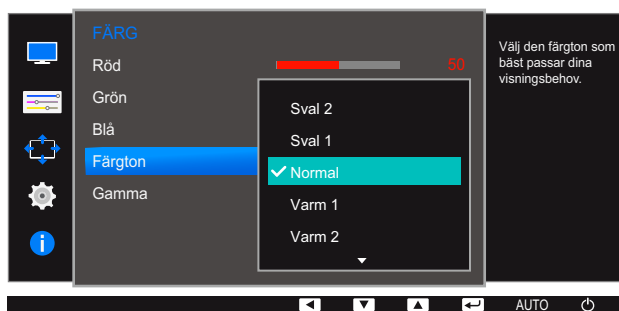 FÄRG
Röd 50
Grön
Blå
Färgton
Gamma
Sval 2
Sval 1
Normal
Varm 1
Varm 2
Välj den färgton som
bäst passar dina
visningsbehov.
AUTO